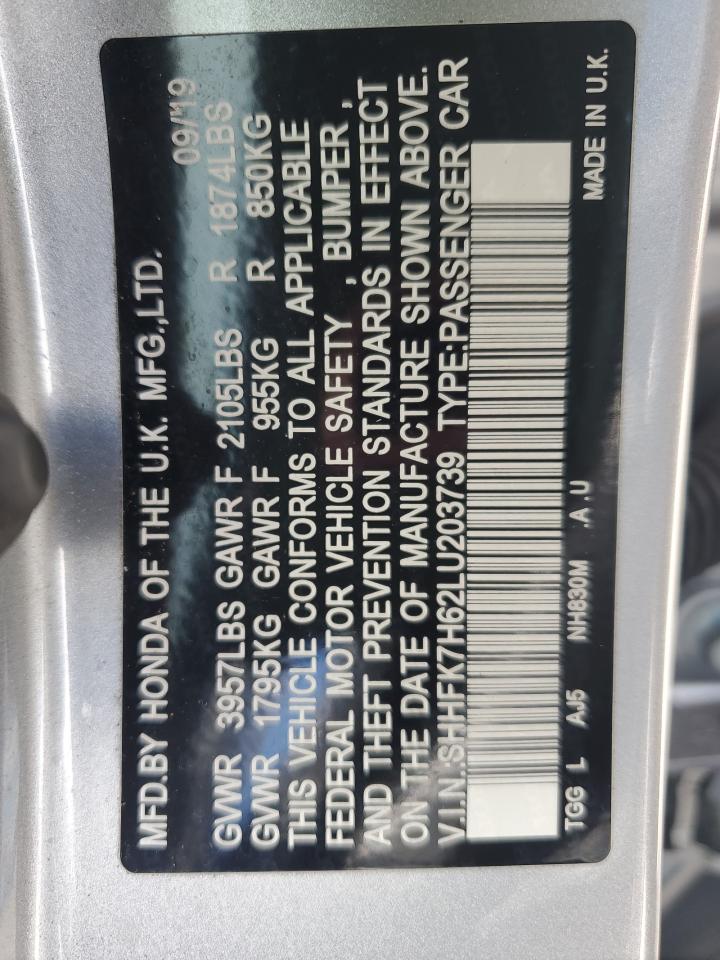 MFD.BY HONDA OF THE U.K. MFG.,LTD. 09/'19
GVWR 3957LBS GAWR F 2105LBS R 1874LBS
GVWR 1795KG GAWR F 955KG R 850KG
THIS VEHICLE CONFORMS TO ALL APPLICABLE
FEDERAL MOTOR VEHICLE SAFETY , BUMPER ,
AND THEFT PREVENTION STANDARDS IN EFFECT
ON THE DATE OF MANUFACTURE SHOWN ABOVE.
V.I.N.:SHHFK7H62LU203739 TYPE:PASSENGER CAR
TGG L AJ5 NH830M .A .U MADE IN U.K.